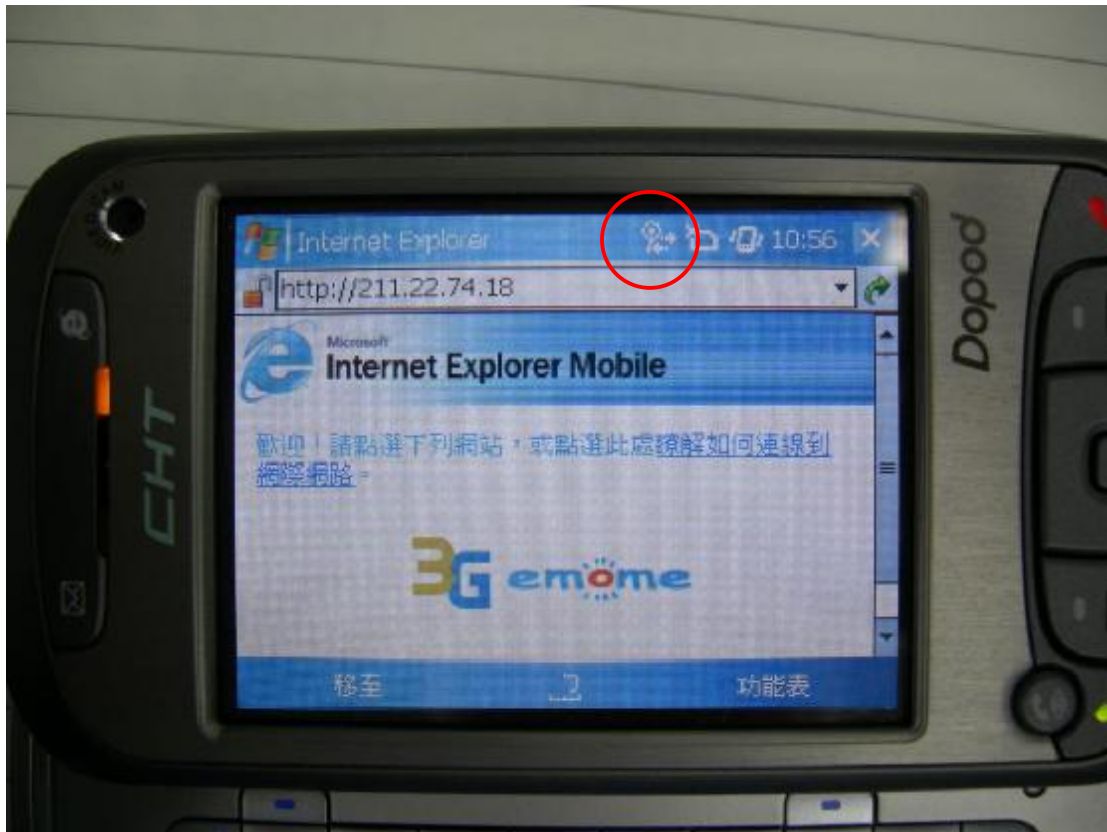 Internet Explorer 10:56
http://211.22.74.18
Microsoft
Internet Explorer Mobile
歡迎!請點選下列網站,或點選此處瞭解如何連線到
網際網路。
3G emome
移至 功能表
CHT
Dopod